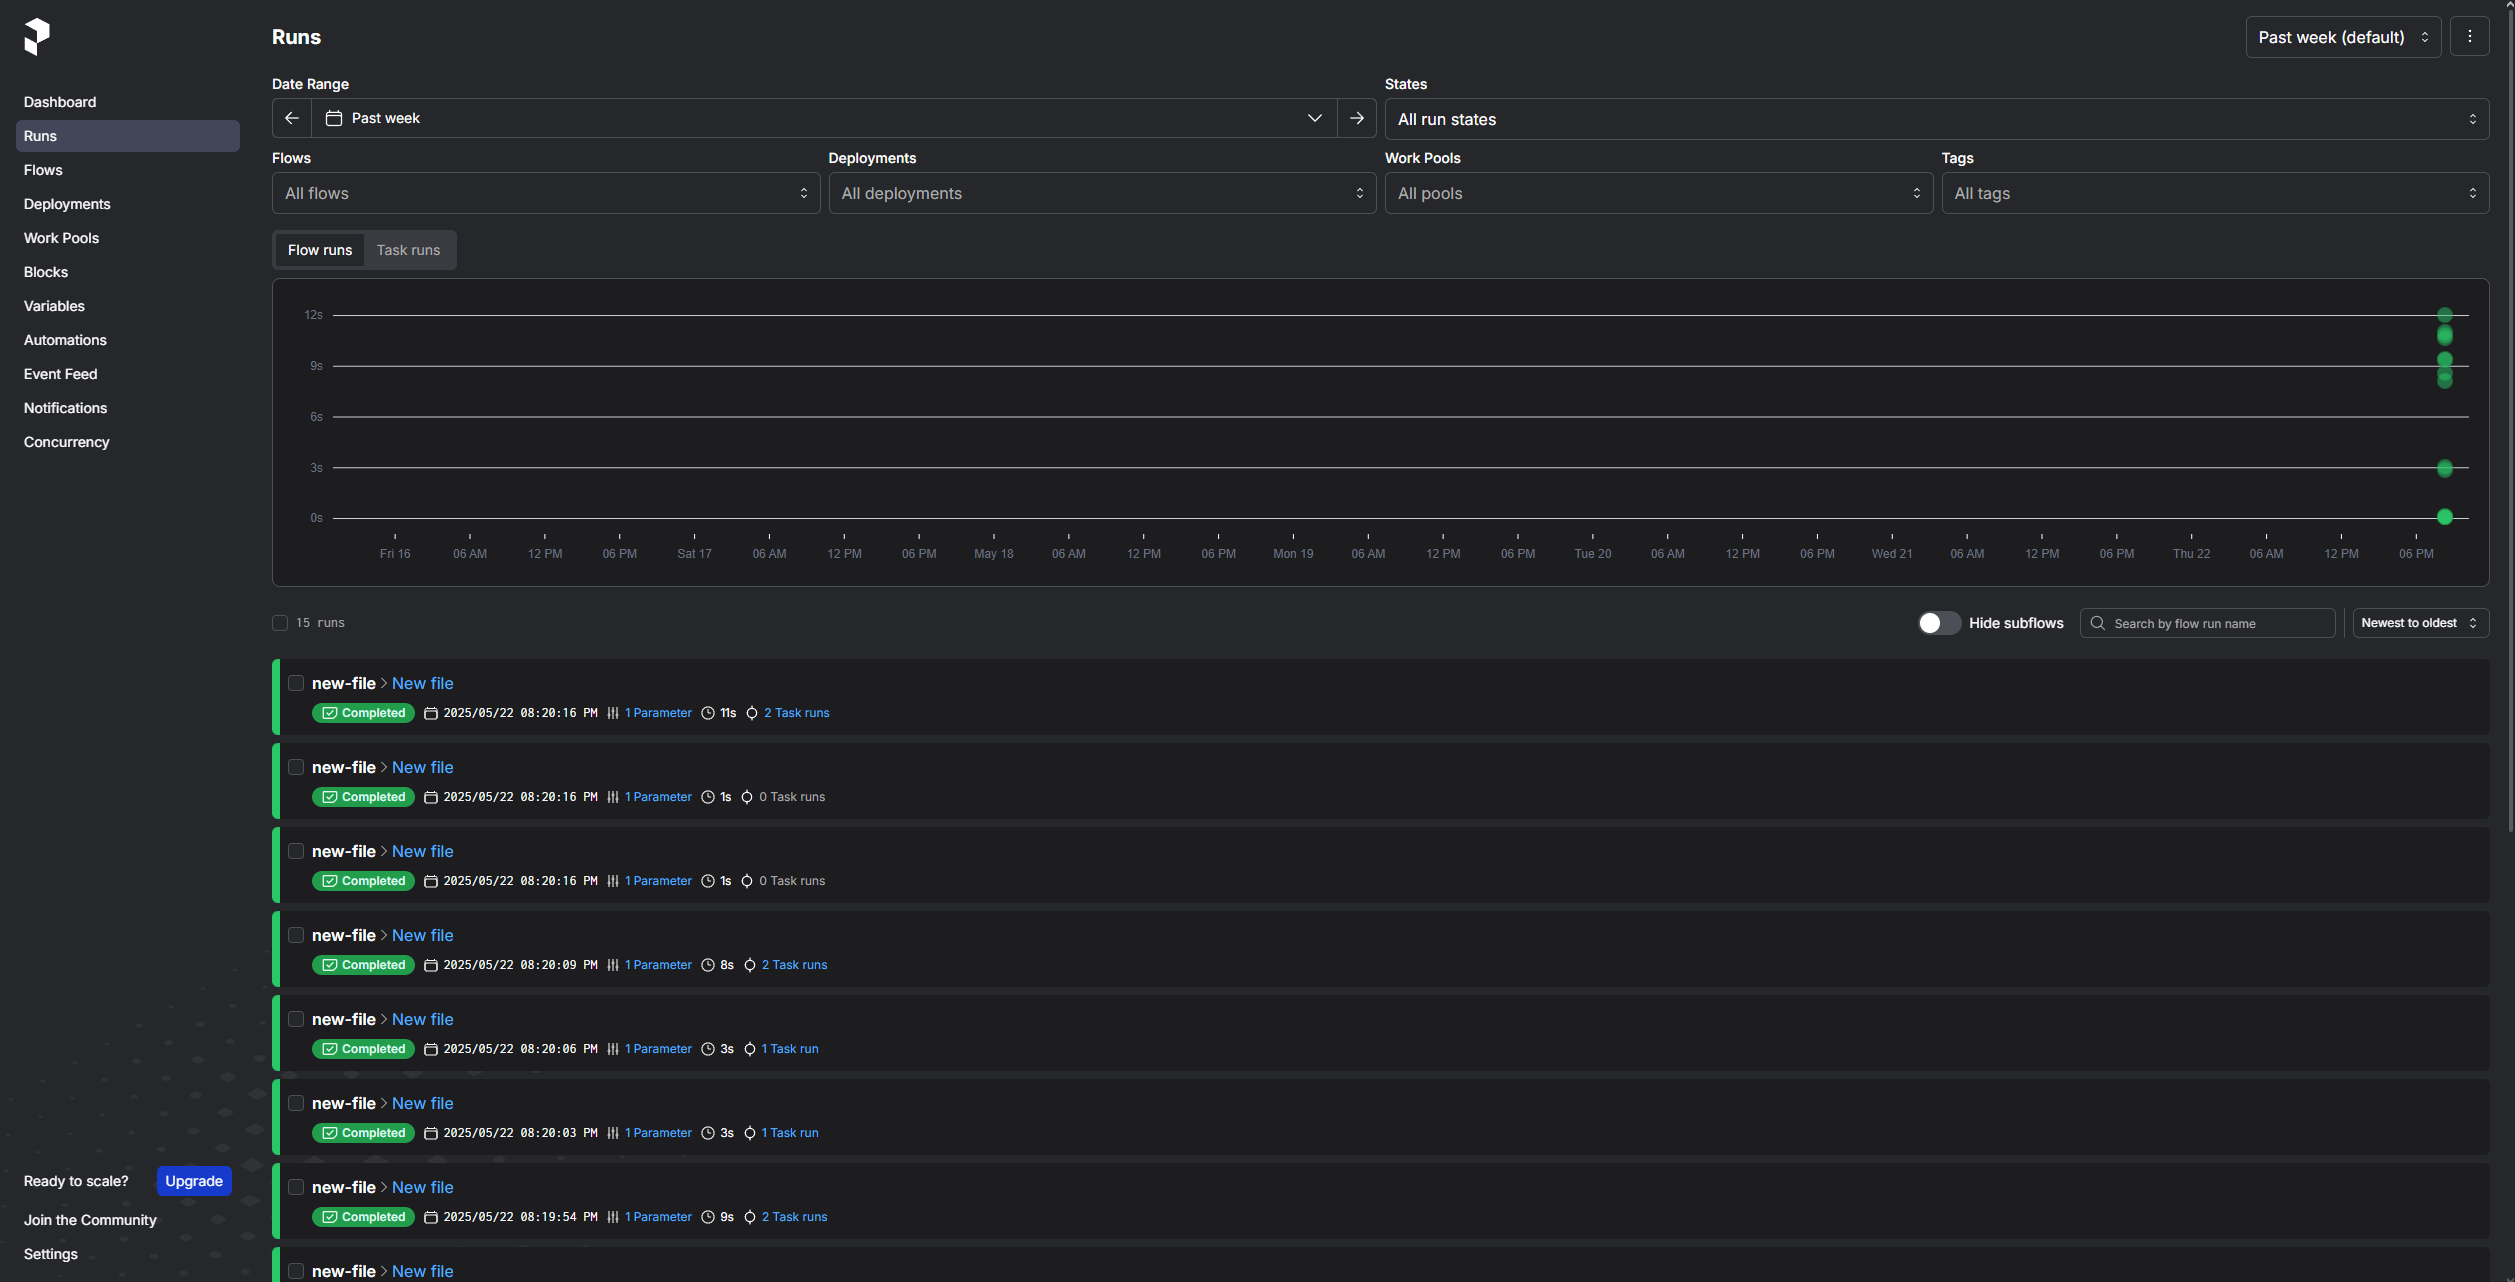 Runs
Past week (default)
Dashboard
Runs
Flows
Deployments
Work Pools
Blocks
Variables
Automations
Event Feed
Notifications
Concurrency
Date Range
States
Past week
All run states
Flows
Deployments
Work Pools
Tags
All flows
All deployments
All pools
All tags
Flow runs Task runs
12s
9s
6s
3s
0s
Fri 16 06 AM 12 PM 06 PM Sat 17 06 AM 12 PM 06 PM May 18 06 AM 12 PM 06 PM Mon 19 06 AM 12 PM 06 PM Tue 20 06 AM 12 PM 06 PM Wed 21 06 AM 12 PM 06 PM Thu 22 06 AM 12 PM 06 PM
15 runs
Hide subflows
Search by flow run name
Newest to oldest
new-file > New file
Completed 2025/05/22 08:20:16 PM 1 Parameter 11s 2 Task runs
new-file > New file
Completed 2025/05/22 08:20:16 PM 1 Parameter 1s 0 Task runs
new-file > New file
Completed 2025/05/22 08:20:16 PM 1 Parameter 1s 0 Task runs
new-file > New file
Completed 2025/05/22 08:20:09 PM 1 Parameter 8s 2 Task runs
new-file > New file
Completed 2025/05/22 08:20:06 PM 1 Parameter 3s 1 Task run
new-file > New file
Completed 2025/05/22 08:20:03 PM 1 Parameter 3s 1 Task run
new-file > New file
Completed 2025/05/22 08:19:54 PM 1 Parameter 9s 2 Task runs
new-file > New file
Ready to scale? Upgrade
Join the Community
Settings